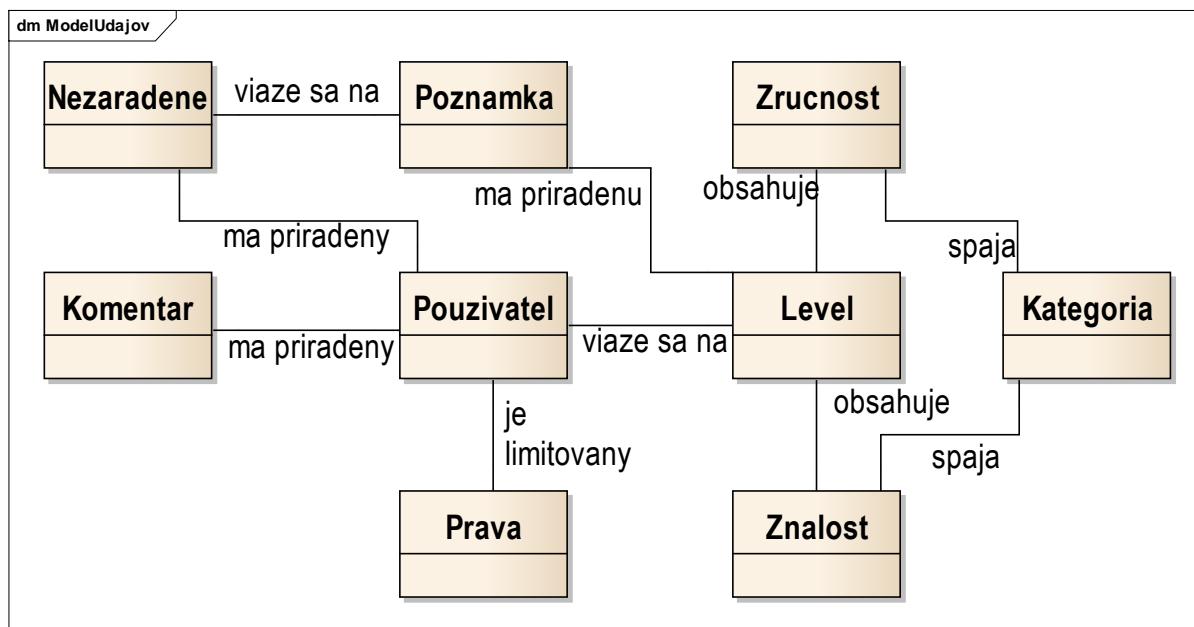 dm ModelUdajov
Nezaradene
viaze sa na
Poznamka
Zrucnost
ma priradenu
obsahuje
ma priradeny
spaja
Komentar
Pouzivatel
Level
Kategoria
ma priradeny
viaze sa na
je
limitovany
obsahuje
spaja
Prava
Znalost